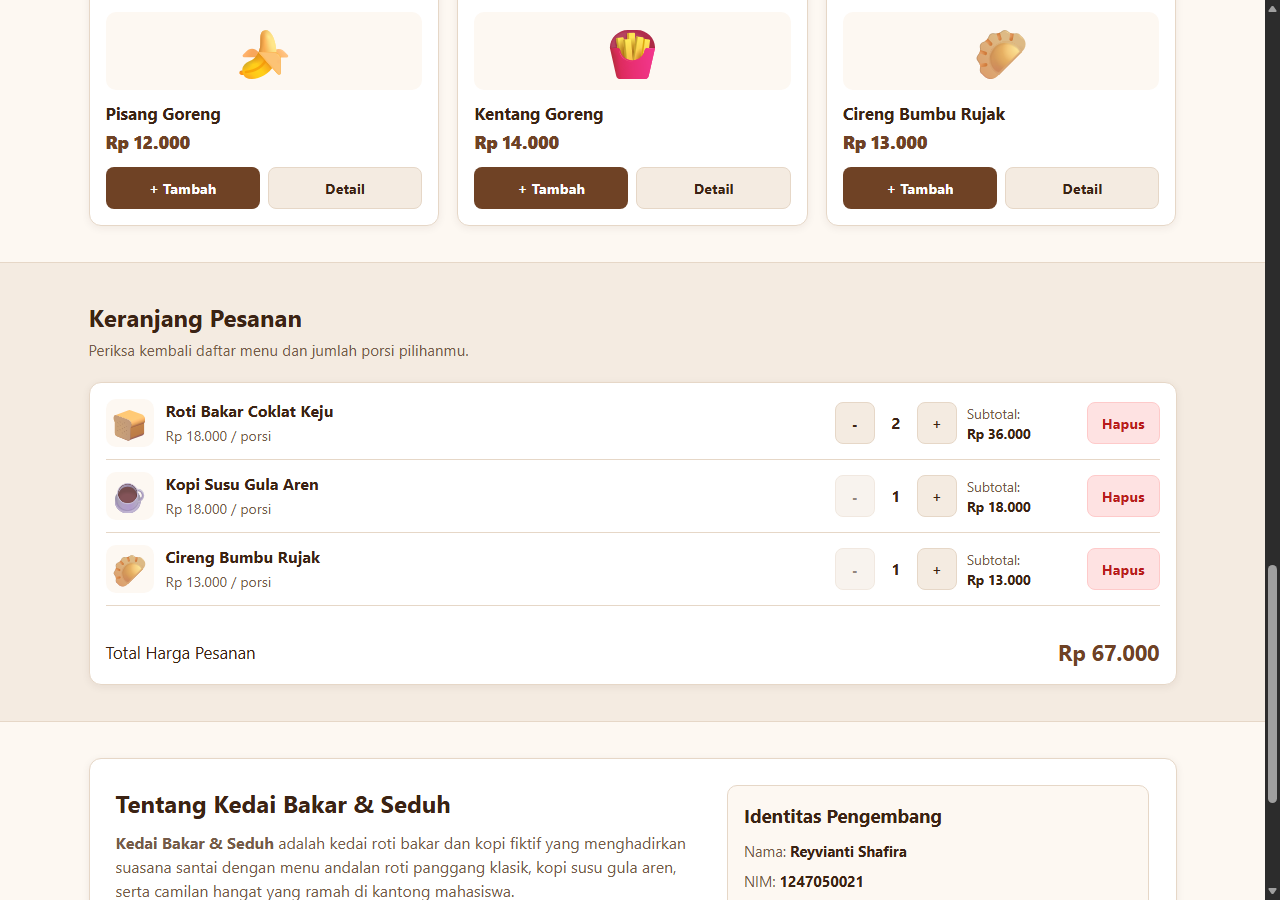 Pisang Goreng
Rp 12.000
+ Tambah
Detail
Kentang Goreng
Rp 14.000
+ Tambah
Detail
Cireng Bumbu Rujak
Rp 13.000
+ Tambah
Detail
Keranjang Pesanan
Periksa kembali daftar menu dan jumlah porsi pilihanmu.
Roti Bakar Coklat Keju
Rp 18.000 / porsi
- 2 +
Subtotal:
Rp 36.000
Hapus
Kopi Susu Gula Aren
Rp 18.000 / porsi
- 1 +
Subtotal:
Rp 18.000
Hapus
Cireng Bumbu Rujak
Rp 13.000 / porsi
- 1 +
Subtotal:
Rp 13.000
Hapus
Total Harga Pesanan
Rp 67.000
Tentang Kedai Bakar & Seduh
Kedai Bakar & Seduh adalah kedai roti bakar dan kopi fiktif yang menghadirkan
suasana santai dengan menu andalan roti panggang klasik, kopi susu gula aren,
serta camilan hangat yang ramah di kantong mahasiswa.
Identitas Pengembang
Nama: Reyvianti Shafira
NIM: 1247050021